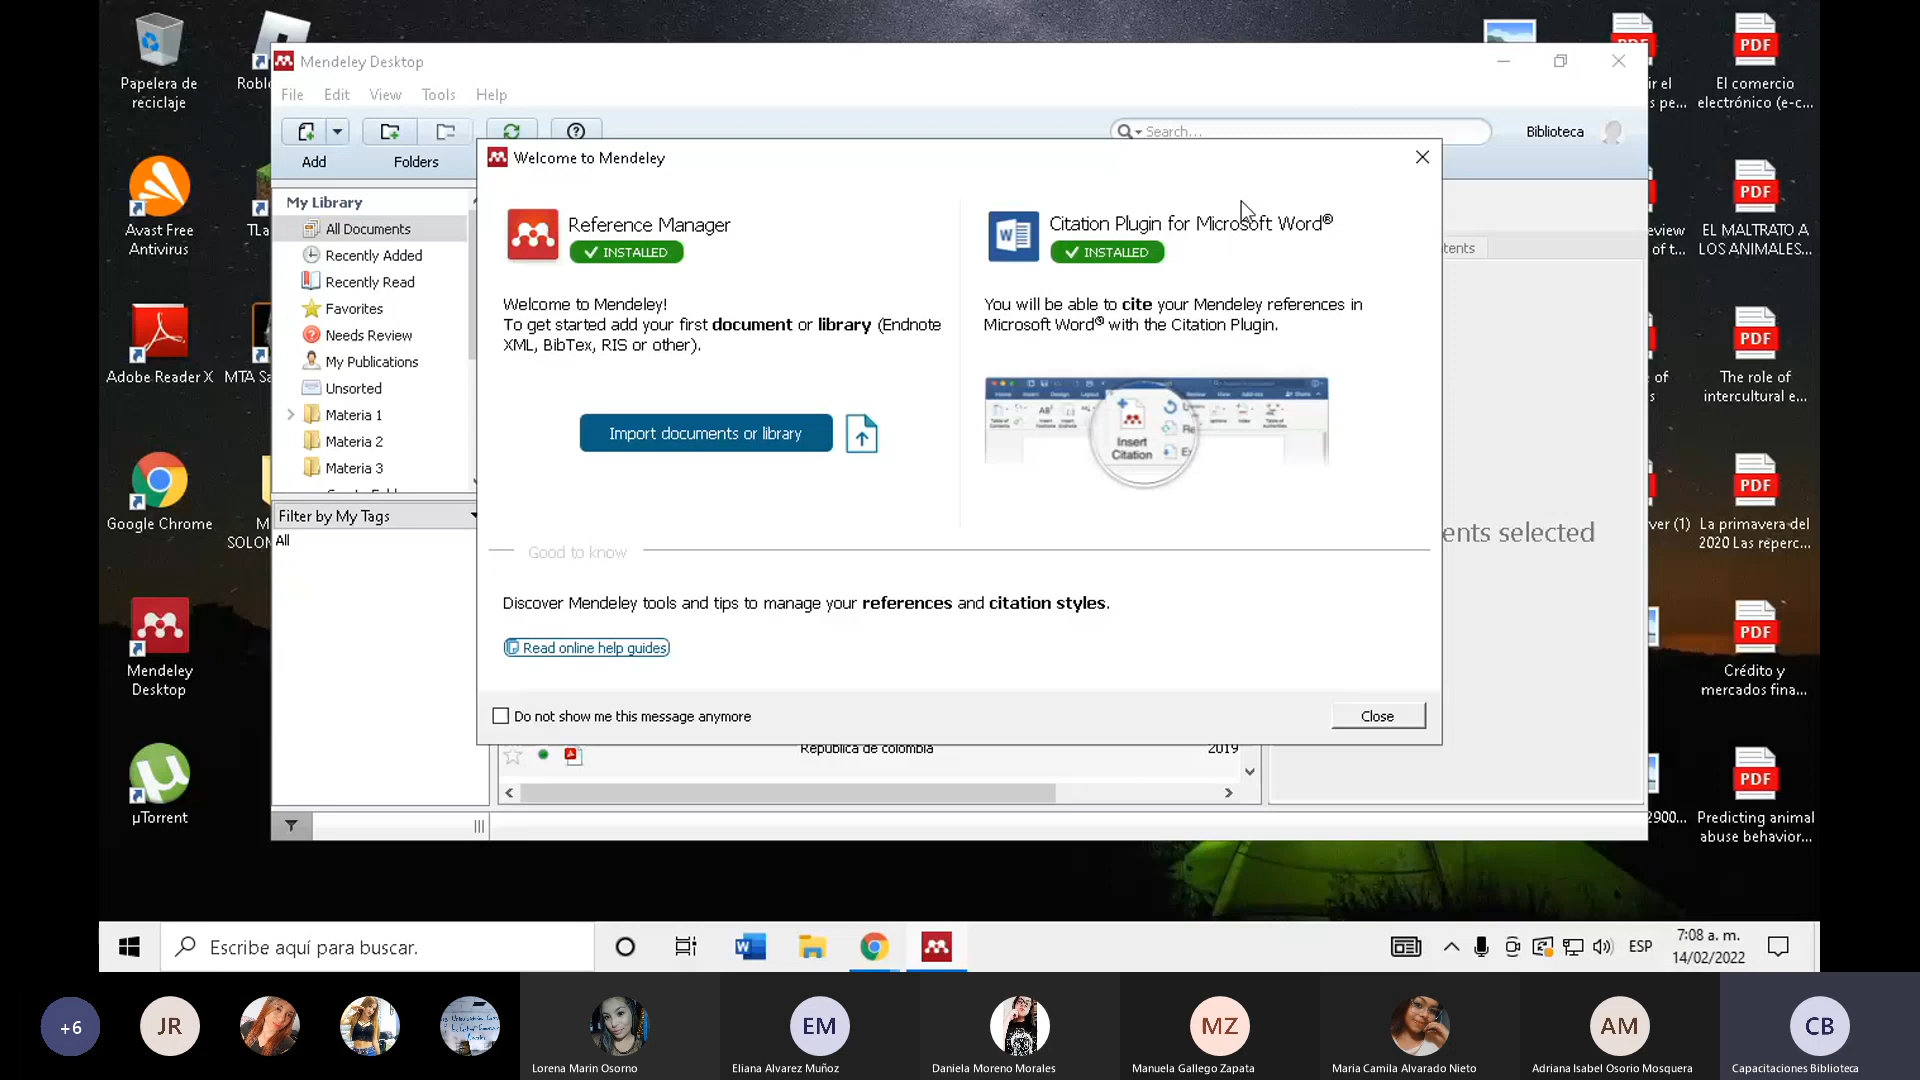 Papelera de
reciclaje
Avast Free
Antivirus
Adobe Reader X
Google Chrome
Mendeley
Desktop
µTorrent
Mendeley Desktop
File Edit View Tools Help
Add Folders
Search...
Biblioteca
My Library
All Documents
Recently Added
Recently Read
Favorites
Needs Review
My Publications
Unsorted
Materia 1
Materia 2
Materia 3
Filter by My Tags
All
Welcome to Mendeley
Reference Manager
INSTALLED
Welcome to Mendeley!
To get started add your first document or library (Endnote
XML, BibTex, RIS or other).
Import documents or library
Citation Plugin for Microsoft Word®
INSTALLED
You will be able to cite your Mendeley references in
Microsoft Word® with the Citation Plugin.
Insert
Citation
Good to know
Discover Mendeley tools and tips to manage your references and citation styles.
Read online help guides
Do not show me this message anymore
Close
República de colombia 2019
ents selected
PDF
El comercio
electrónico (e-c...
PDF
EL MALTRATO A
LOS ANIMALES...
PDF
The role of
intercultural e...
PDF
La primavera del
2020 Las reperc...
PDF
Crédito y
mercados fina...
PDF
Predicting animal
abuse behavior...
Escribe aquí para buscar.
ESP
7:08 a. m.
14/02/2022
+6
JR
Lorena Marin Osorno
EM
Eliana Alvarez Muñoz
Daniela Moreno Morales
MZ
Manuela Gallego Zapata
Maria Camila Alvarado Nieto
AM
Adriana Isabel Osorio Mosquera
CB
Capacitaciones Biblioteca